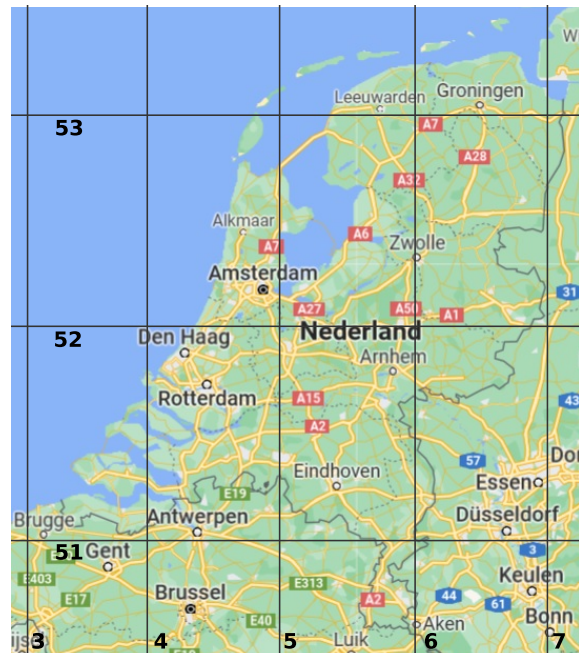 W
Groningen
Leeuwarden
53
A7
A28
A32
Alkmaar
A6
A7
Zwolle
Amsterdam
31
A27
A50
A1
52
Nederland
Den Haag
Arnhem
Rotterdam
A15
43
A2
Dor
57
Eindhoven
Essen
E19
Brugge
Antwerpen
Düsseldorf
51
Gent
3
E403
E313
Keulen
E17
Brussel
A2
44
61
E40
Aken
Bonn
ijs
3
4
5
Luik
6
7